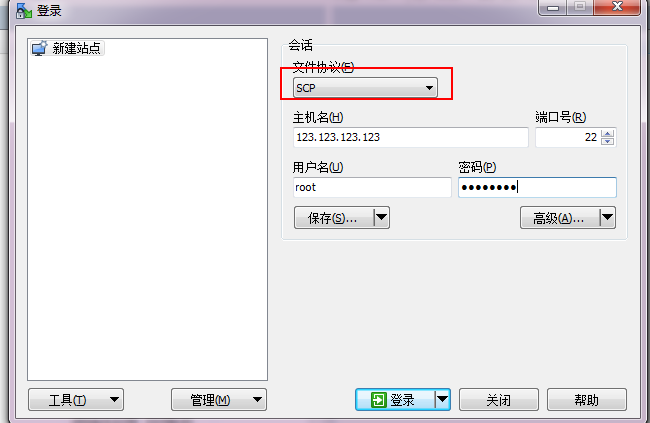 登录
新建站点
会话
文件协议(F)
SCP
主机名(H)
端口号(R)
123.123.123.123
22
用户名(U)
密码(P)
root
●●●●●●●●
保存(S)...
高级(A)...
工具(T)
管理(M)
登录
关闭
帮助